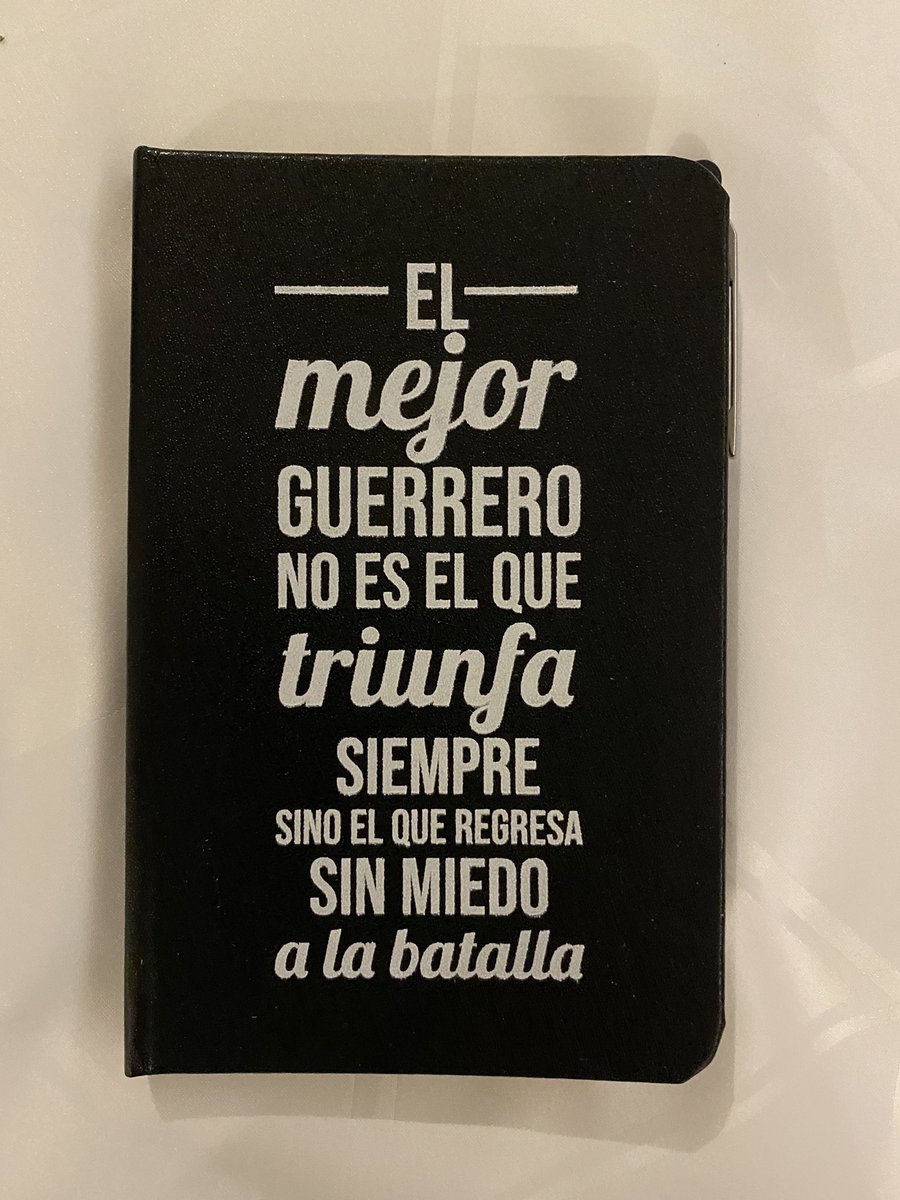 EL
mejor
GUERRERO
NO ES EL QUE
triunfa
SIEMPRE
SINO EL QUE REGRESA
SIN MIEDO
a la batalla